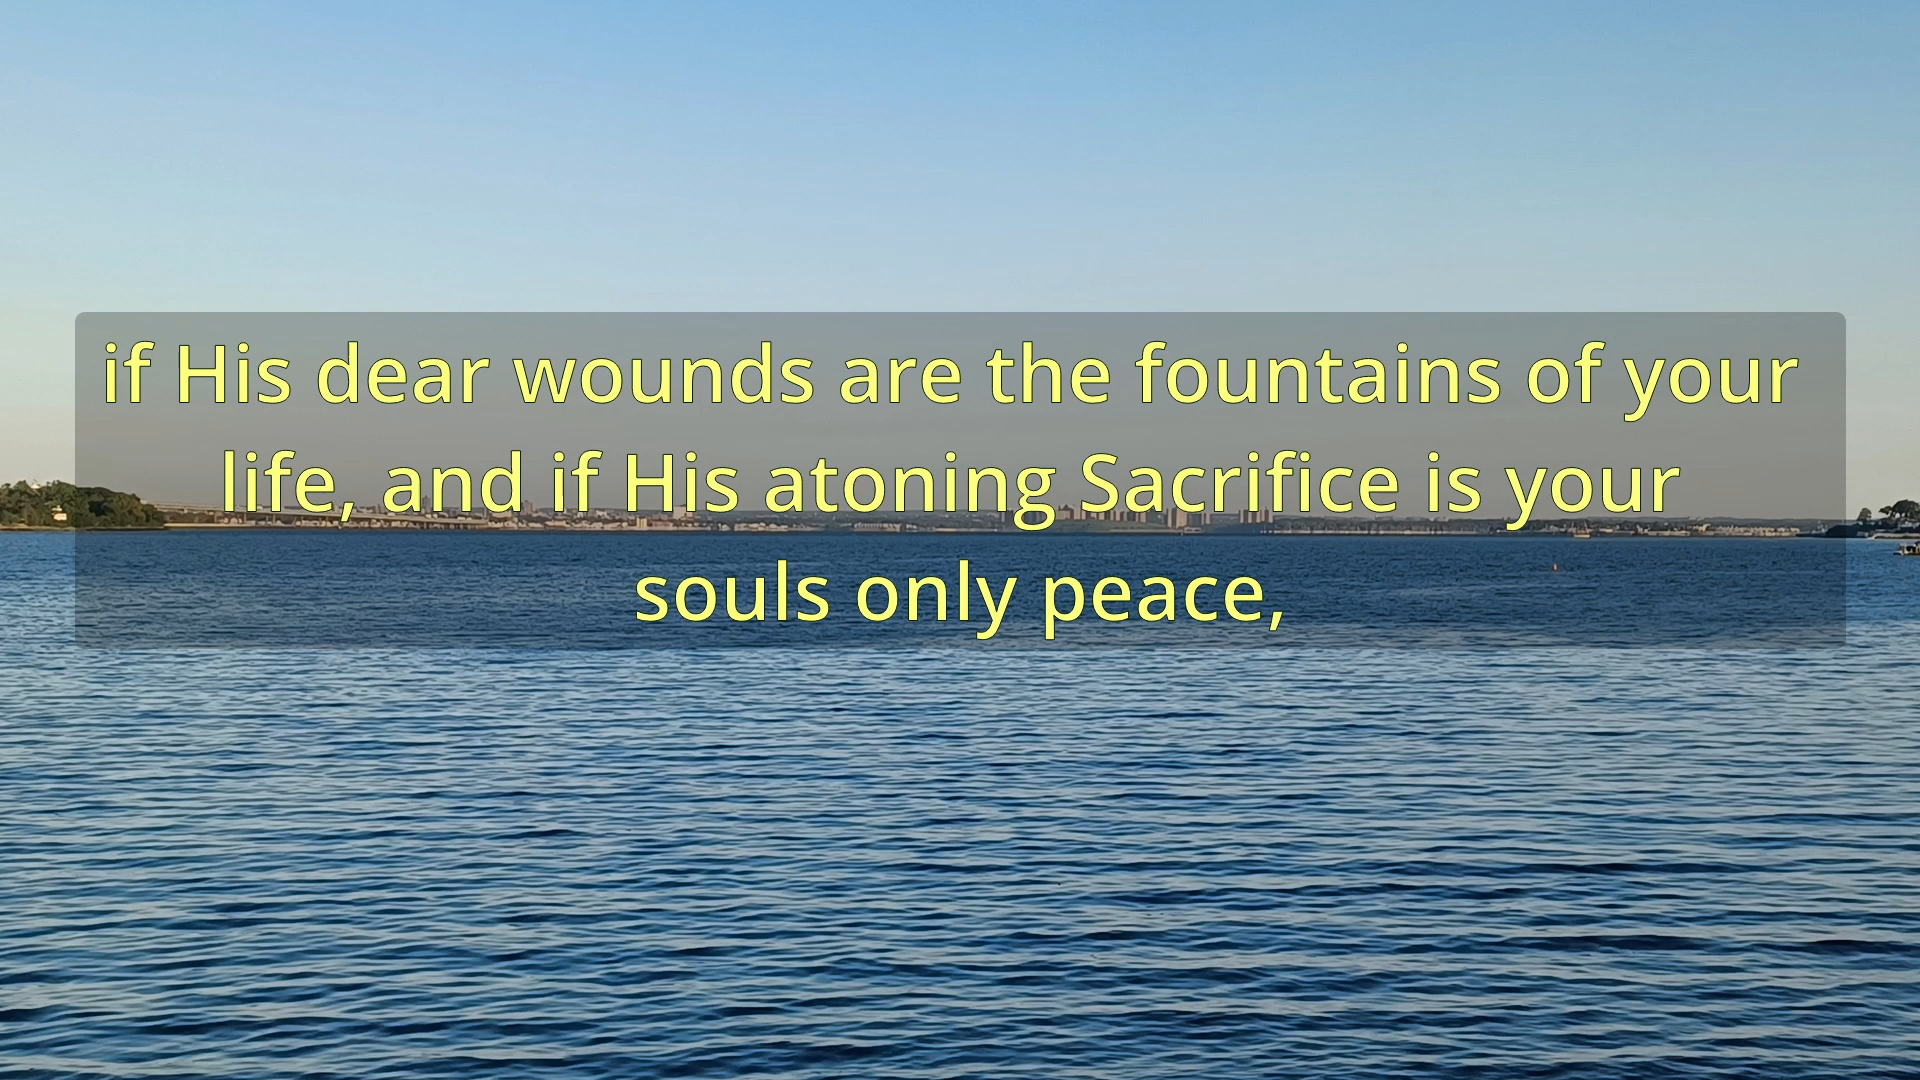 if His dear wounds are the fountains of your
life, and if His atoning Sacrifice is your
souls only peace,